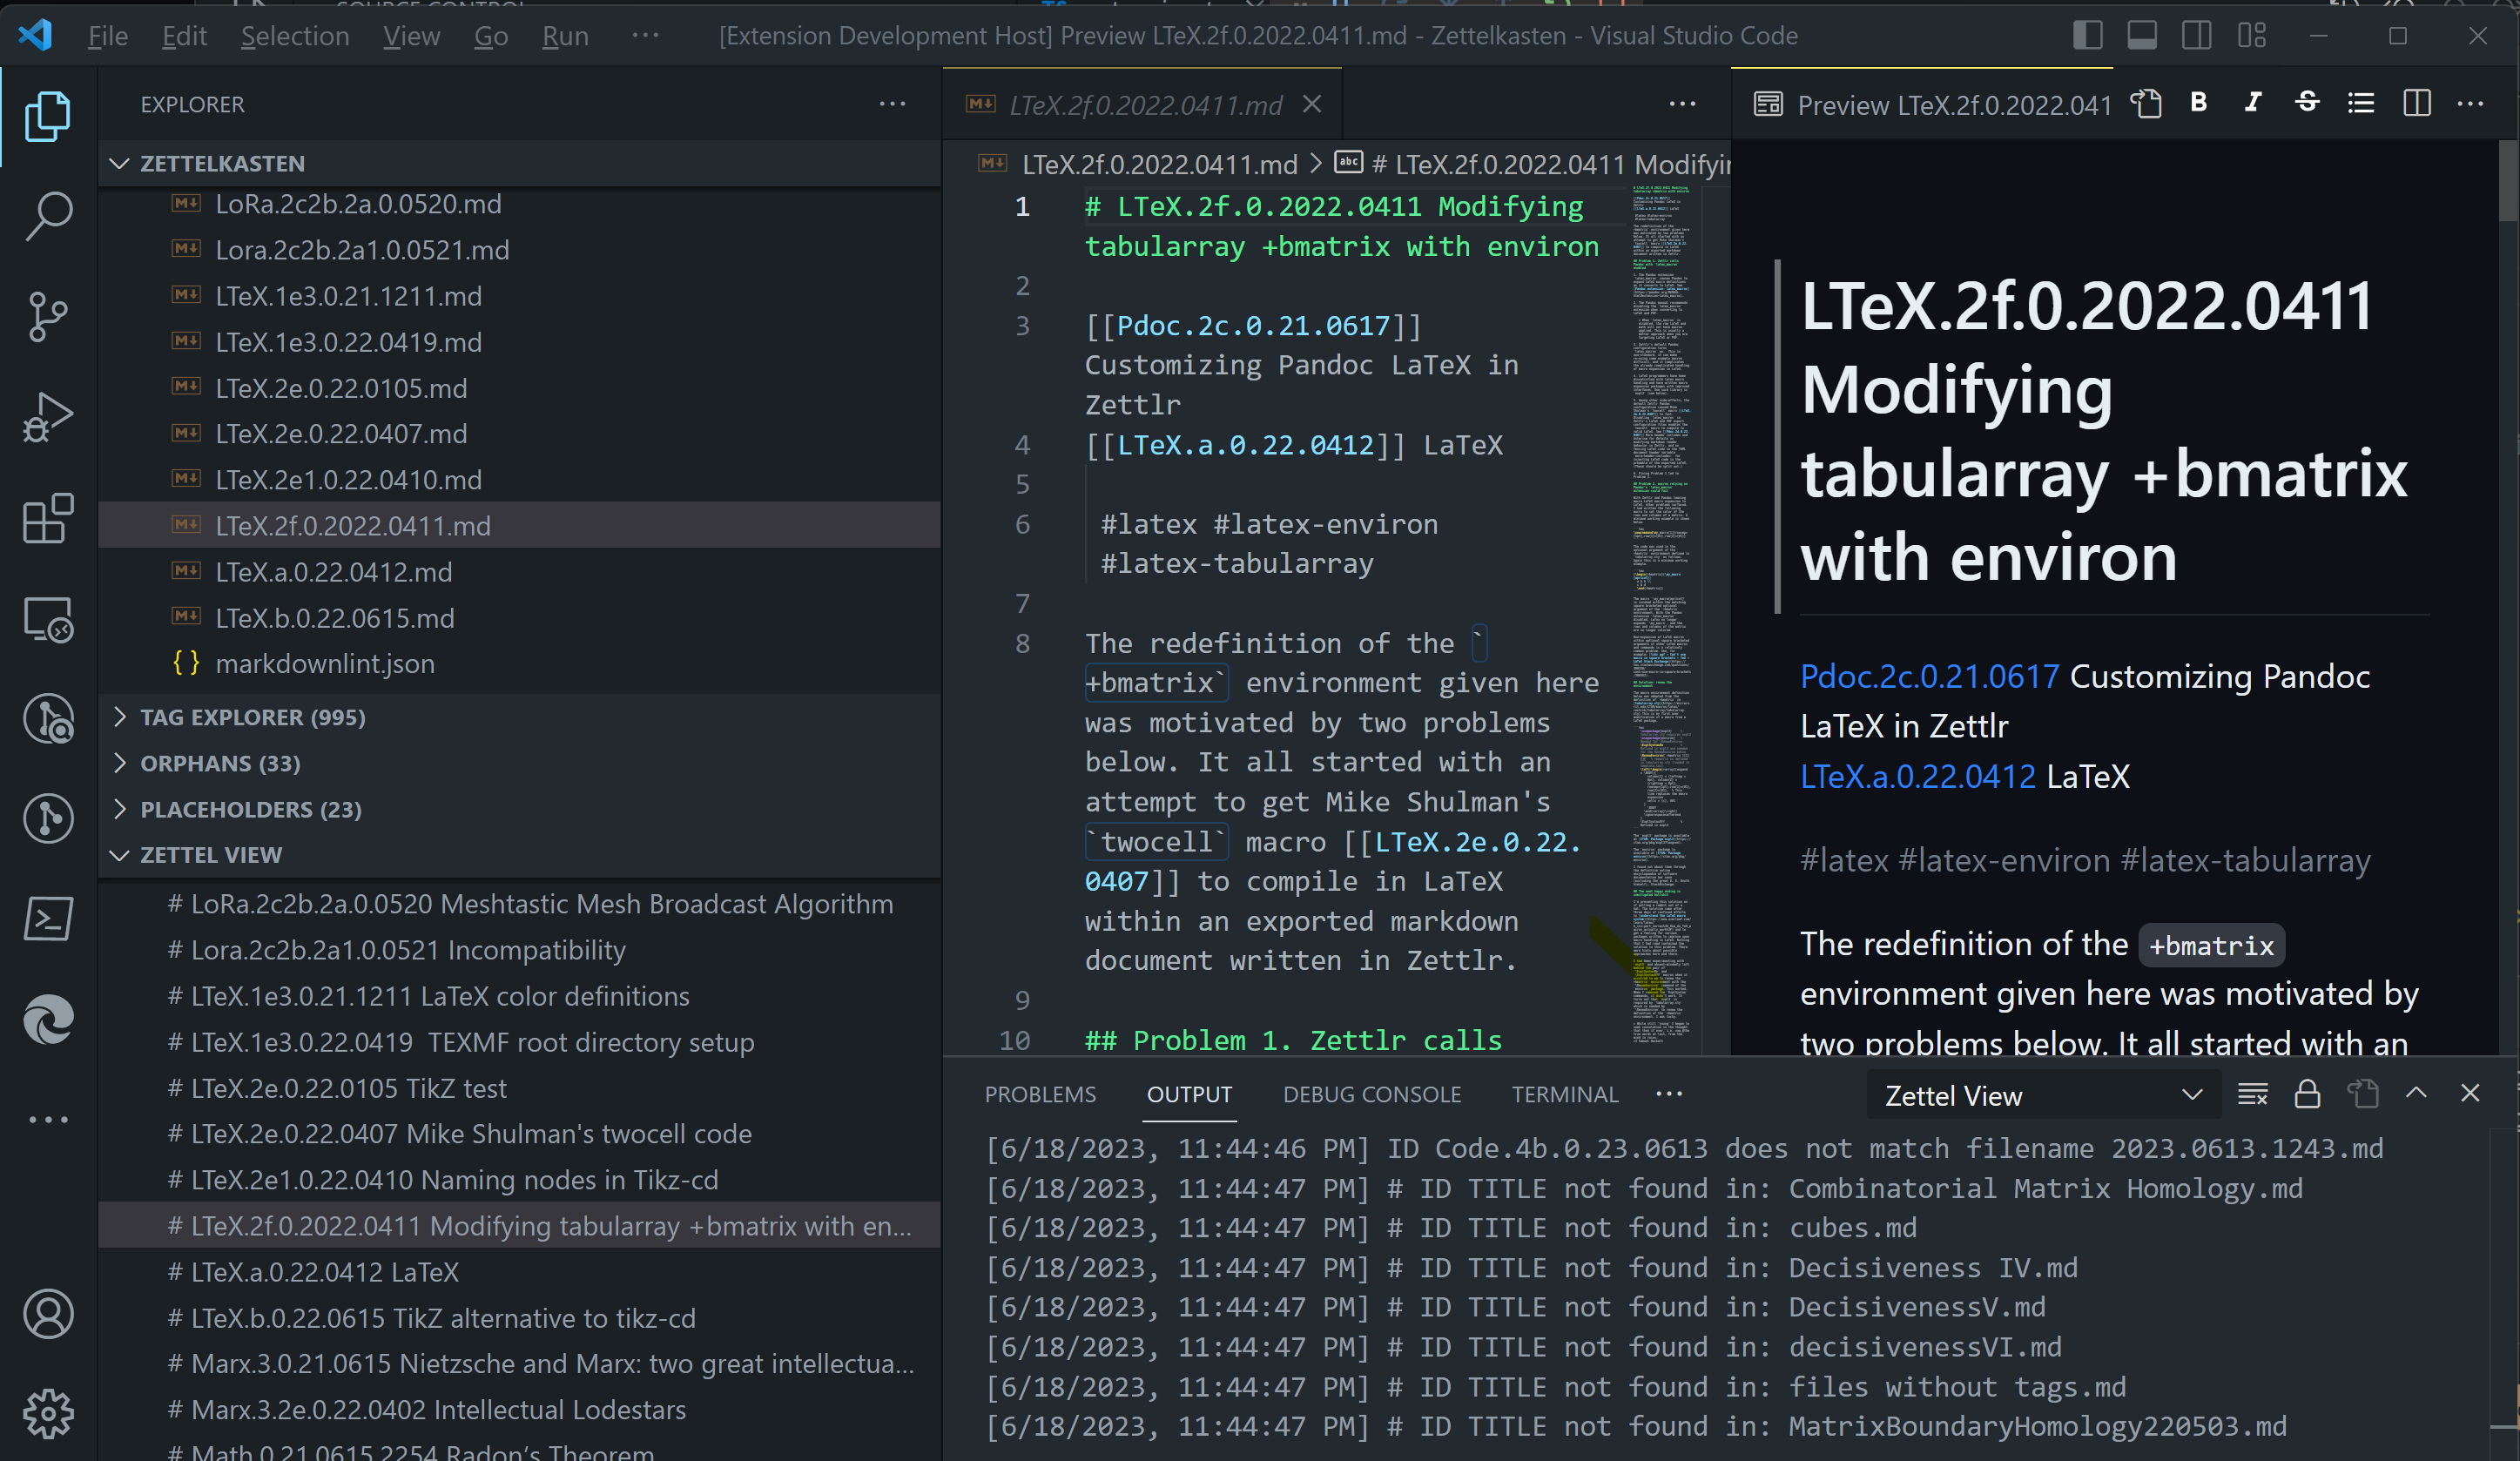 File Edit Selection View Go Run ··· [Extension Development Host] Preview LTeX.2f.0.2022.0411.md - Zettelkasten - Visual Studio Code
EXPLORER
ZETTELKASTEN
LoRa.2c2b.2a.0.0520.md
Lora.2c2b.2a1.0.0521.md
LTeX.1e3.0.21.1211.md
LTeX.1e3.0.22.0419.md
LTeX.2e.0.22.0105.md
LTeX.2e.0.22.0407.md
LTeX.2e1.0.22.0410.md
LTeX.2f.0.2022.0411.md
LTeX.a.0.22.0412.md
LTeX.b.0.22.0615.md
{ } markdownlint.json
TAG EXPLORER (995)
ORPHANS (33)
PLACEHOLDERS (23)
ZETTEL VIEW
# LoRa.2c2b.2a.0.0520 Meshtastic Mesh Broadcast Algorithm
# Lora.2c2b.2a1.0.0521 Incompatibility
# LTeX.1e3.0.21.1211 LaTeX color definitions
# LTeX.1e3.0.22.0419 TEXMF root directory setup
# LTeX.2e.0.22.0105 TikZ test
# LTeX.2e.0.22.0407 Mike Shulman's twocell code
# LTeX.2e1.0.22.0410 Naming nodes in Tikz-cd
# LTeX.2f.0.2022.0411 Modifying tabularray +bmatrix with en...
# LTeX.a.0.22.0412 LaTeX
# LTeX.b.0.22.0615 TikZ alternative to tikz-cd
# Marx.3.0.21.0615 Nietzsche and Marx: two great intellectua...
# Marx.3.2e.0.22.0402 Intellectual Lodestars
# Math.0.21.0615.2254 Radon's Theorem
LTeX.2f.0.2022.0411.md
LTeX.2f.0.2022.0411.md > # LTeX.2f.0.2022.0411 Modifyin
1 # LTeX.2f.0.2022.0411 Modifying
tabularray +bmatrix with environ
2
3 [[Pdoc.2c.0.21.0617]]
Customizing Pandoc LaTeX in
Zettlr
4 [[LTeX.a.0.22.0412]] LaTeX
5
6 #latex #latex-environ
#latex-tabularray
7
8 The redefinition of the `
+bmatrix` environment given here
was motivated by two problems
below. It all started with an
attempt to get Mike Shulman's
`twocell` macro [[LTeX.2e.0.22.
0407]] to compile in LaTeX
within an exported markdown
document written in Zettlr.
9
10 ## Problem 1. Zettlr calls
Preview LTeX.2f.0.2022.041
LTeX.2f.0.2022.0411
Modifying
tabularray +bmatrix
with environ
Pdoc.2c.0.21.0617 Customizing Pandoc
LaTeX in Zettlr
LTeX.a.0.22.0412 LaTeX
#latex #latex-environ #latex-tabularray
The redefinition of the +bmatrix
environment given here was motivated by
two problems below. It all started with an
PROBLEMS OUTPUT DEBUG CONSOLE TERMINAL ··· Zettel View
[6/18/2023, 11:44:46 PM] ID Code.4b.0.23.0613 does not match filename 2023.0613.1243.md
[6/18/2023, 11:44:47 PM] # ID TITLE not found in: Combinatorial Matrix Homology.md
[6/18/2023, 11:44:47 PM] # ID TITLE not found in: cubes.md
[6/18/2023, 11:44:47 PM] # ID TITLE not found in: Decisiveness IV.md
[6/18/2023, 11:44:47 PM] # ID TITLE not found in: DecisivenessV.md
[6/18/2023, 11:44:47 PM] # ID TITLE not found in: decisivenessVI.md
[6/18/2023, 11:44:47 PM] # ID TITLE not found in: files without tags.md
[6/18/2023, 11:44:47 PM] # ID TITLE not found in: MatrixBoundaryHomology220503.md